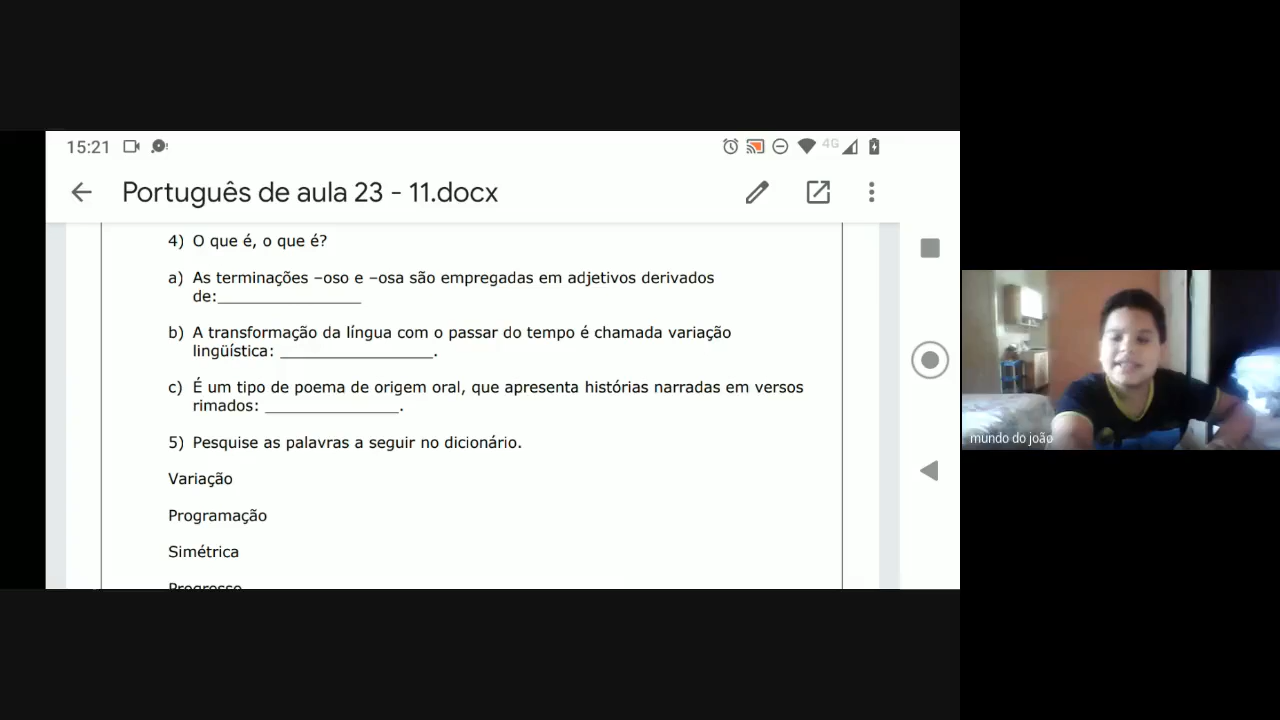 15:21
4G
Português de aula 23 - 11.docx
4) O que é, o que é?
a) As terminações –oso e –osa são empregadas em adjetivos derivados
de:_________________
b) A transformação da língua com o passar do tempo é chamada variação
lingüística: __________________.
c) É um tipo de poema de origem oral, que apresenta histórias narradas em versos
rimados: ________________.
5) Pesquise as palavras a seguir no dicionário.
Variação
Programação
Simétrica
Progresso
mundo do joão